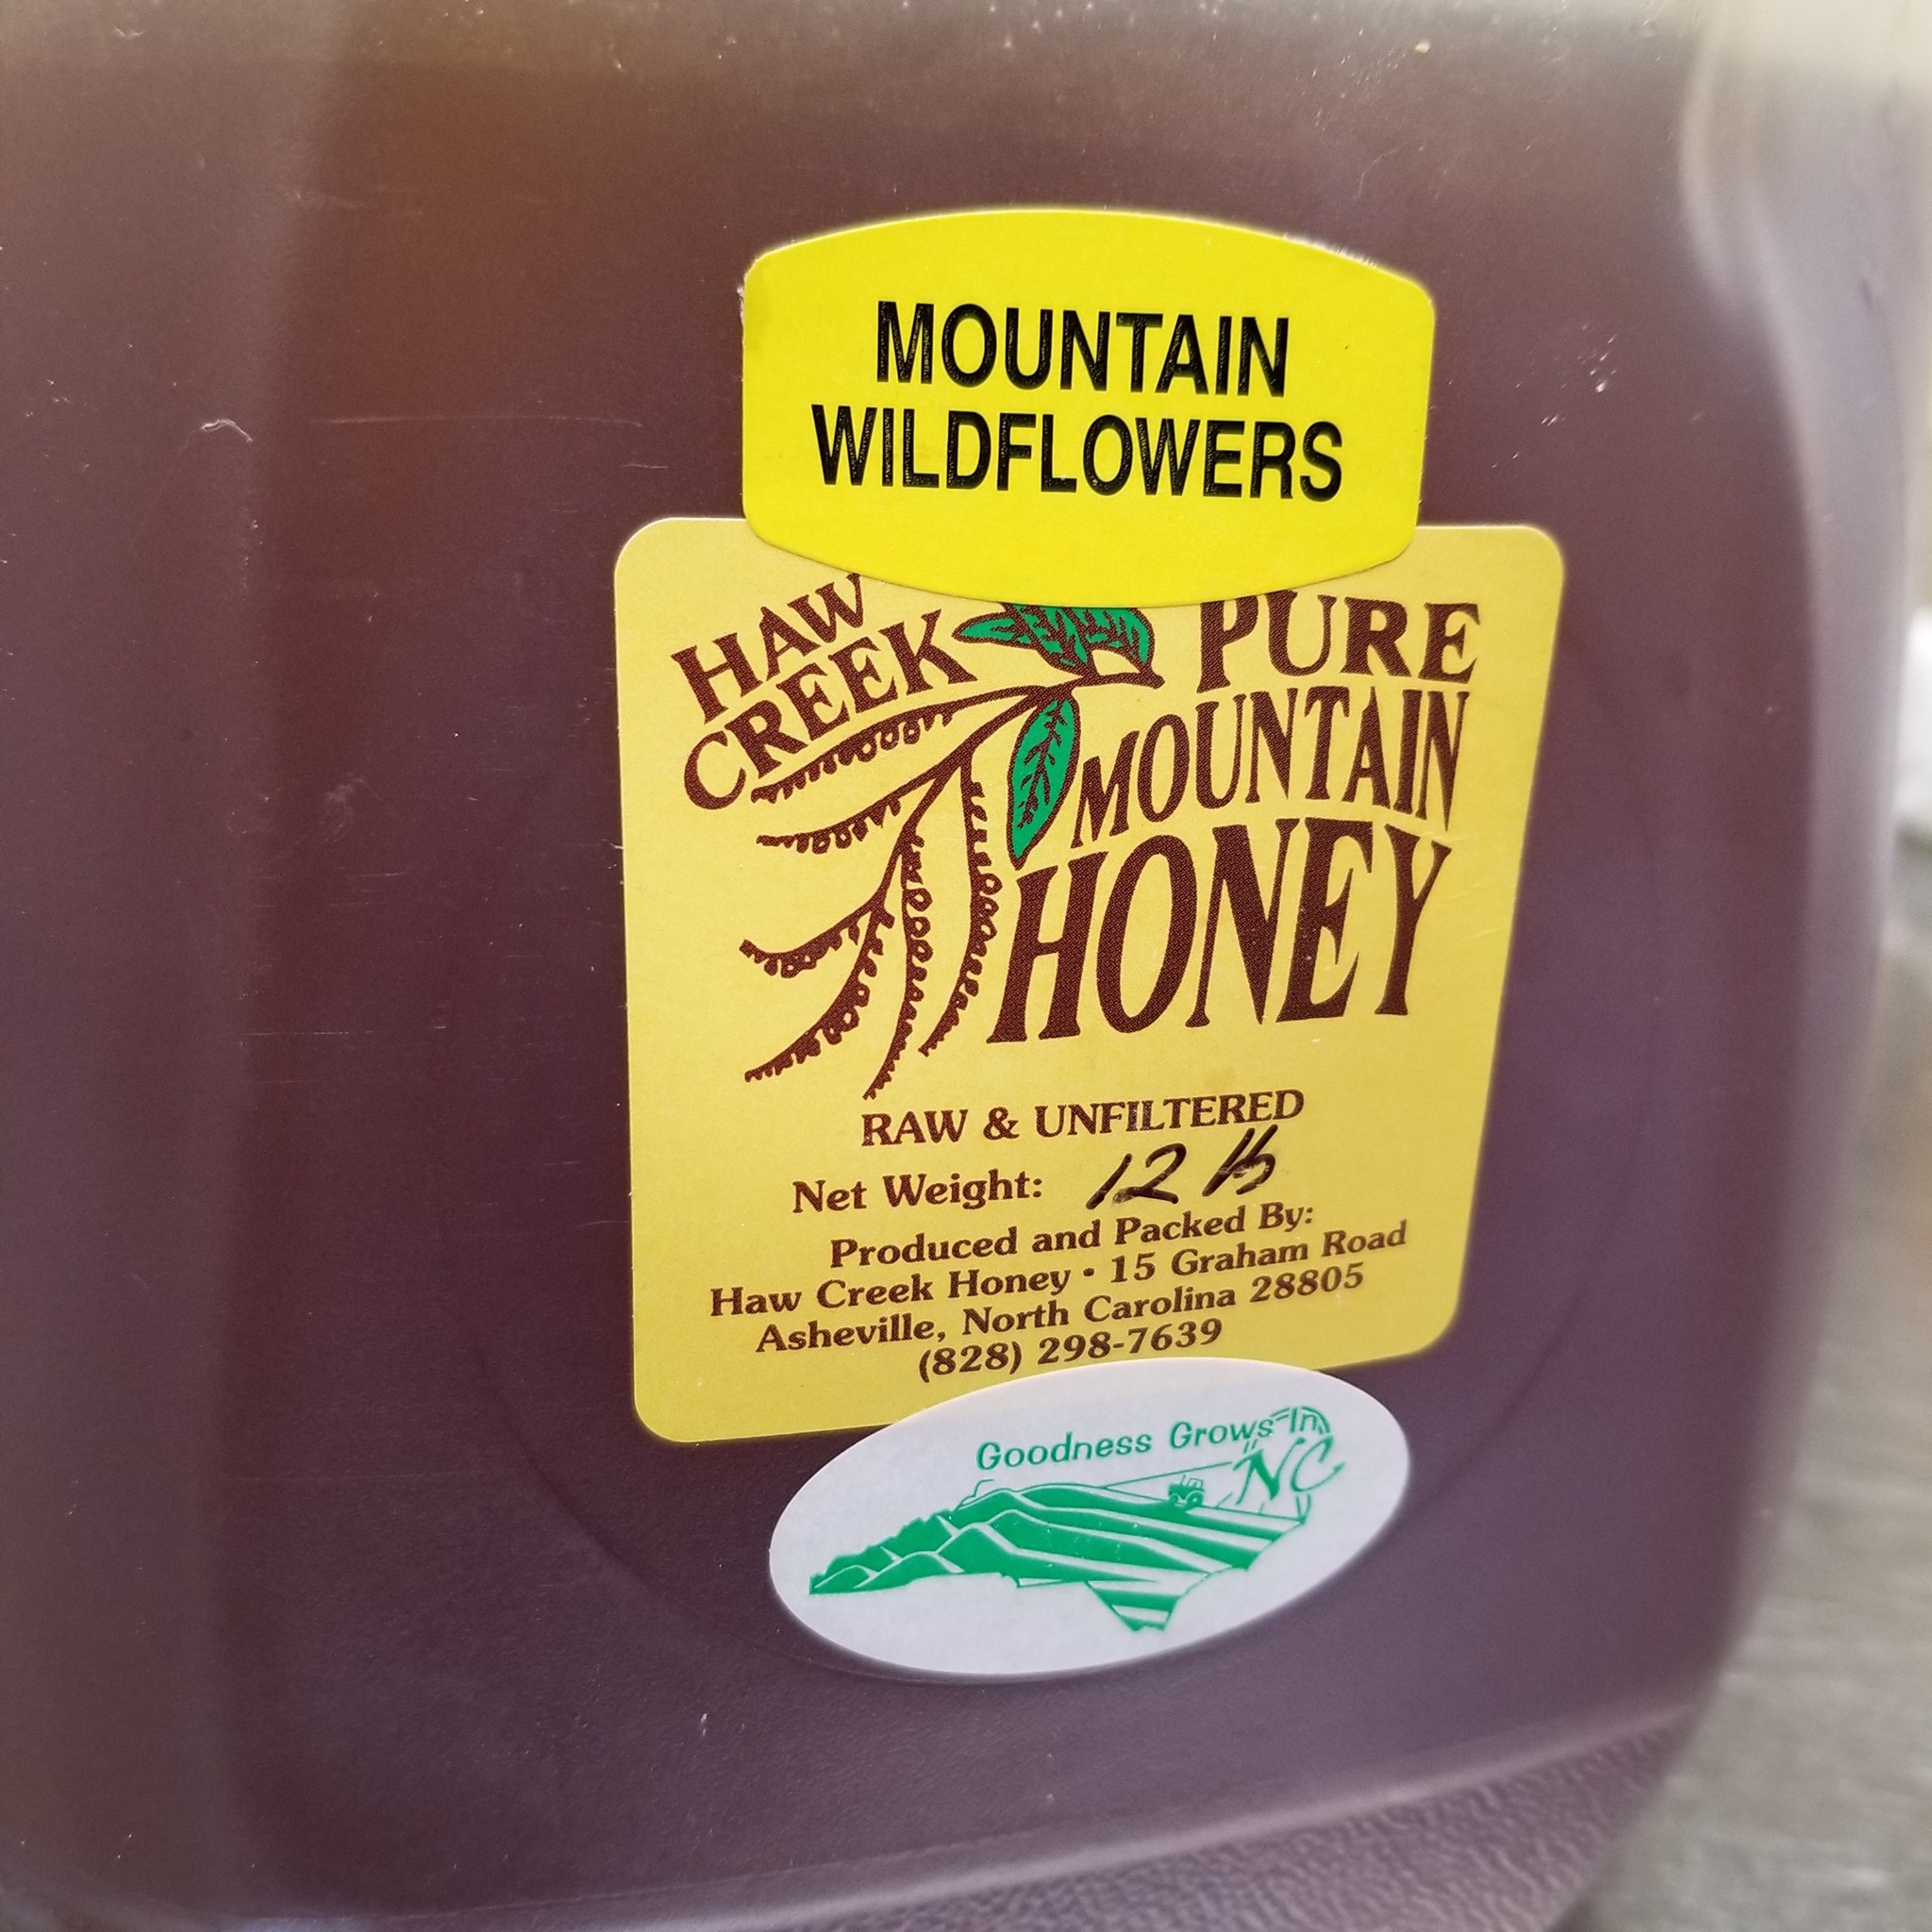 MOUNTAIN
WILDFLOWERS
HAW
CREEK
PURE
MOUNTAIN
HONEY
RAW & UNFILTERED
Net Weight: 12 lb
Produced and Packed By:
Haw Creek Honey • 15 Graham Road
Asheville, North Carolina 28805
(828) 298-7639
Goodness Grows In
NC